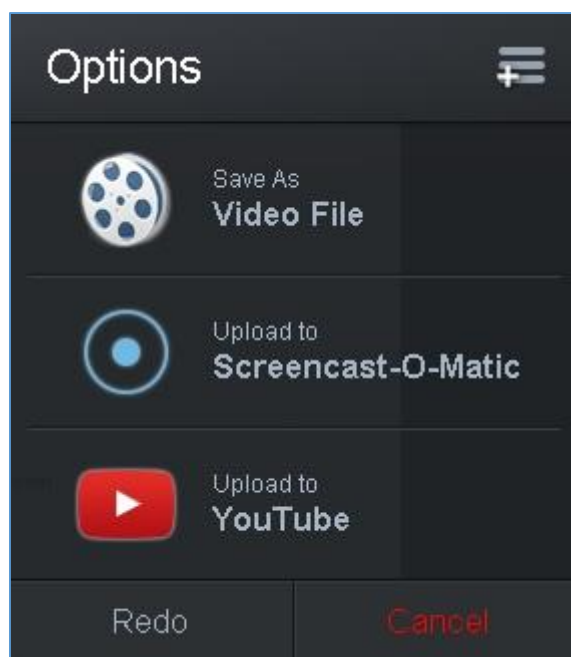 Options
Save As
Video File
Upload to
Screencast-O-Matic
Upload to
YouTube
Redo
Cancel